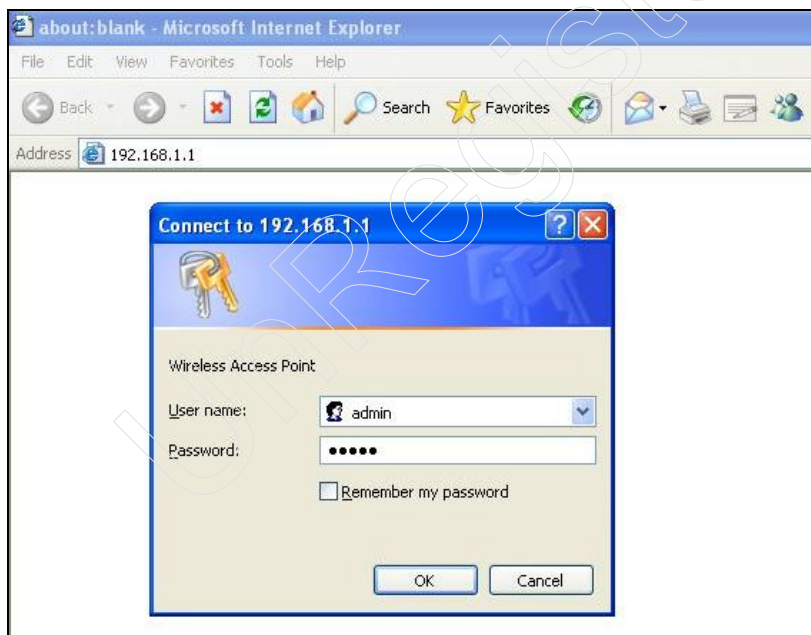 about:blank - Microsoft Internet Explorer
File Edit View Favorites Tools Help
Back Search Favorites
Address 192.168.1.1
Connect to 192.168.1.1
Wireless Access Point
User name: admin
Password: •••••
Remember my password
OK Cancel
UnRegiste